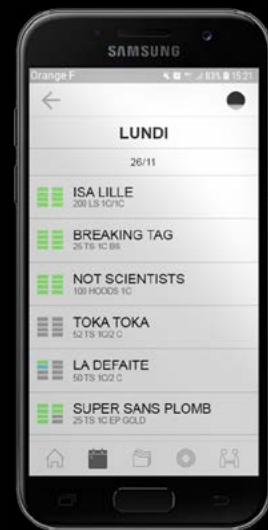 SAMSUNG
Orange F 83% 15:21
LUNDI
26/11
ISA LILLE
200 LS 1C/1C
BREAKING TAG
25 TS 1C BS
NOT SCIENTISTS
100 HOODS 1C
TOKA TOKA
52 TS 1C/2 C
LA DEFAITE
50 TS 1C/2 C
SUPER SANS PLOMB
25 TS 1C EP GOLD